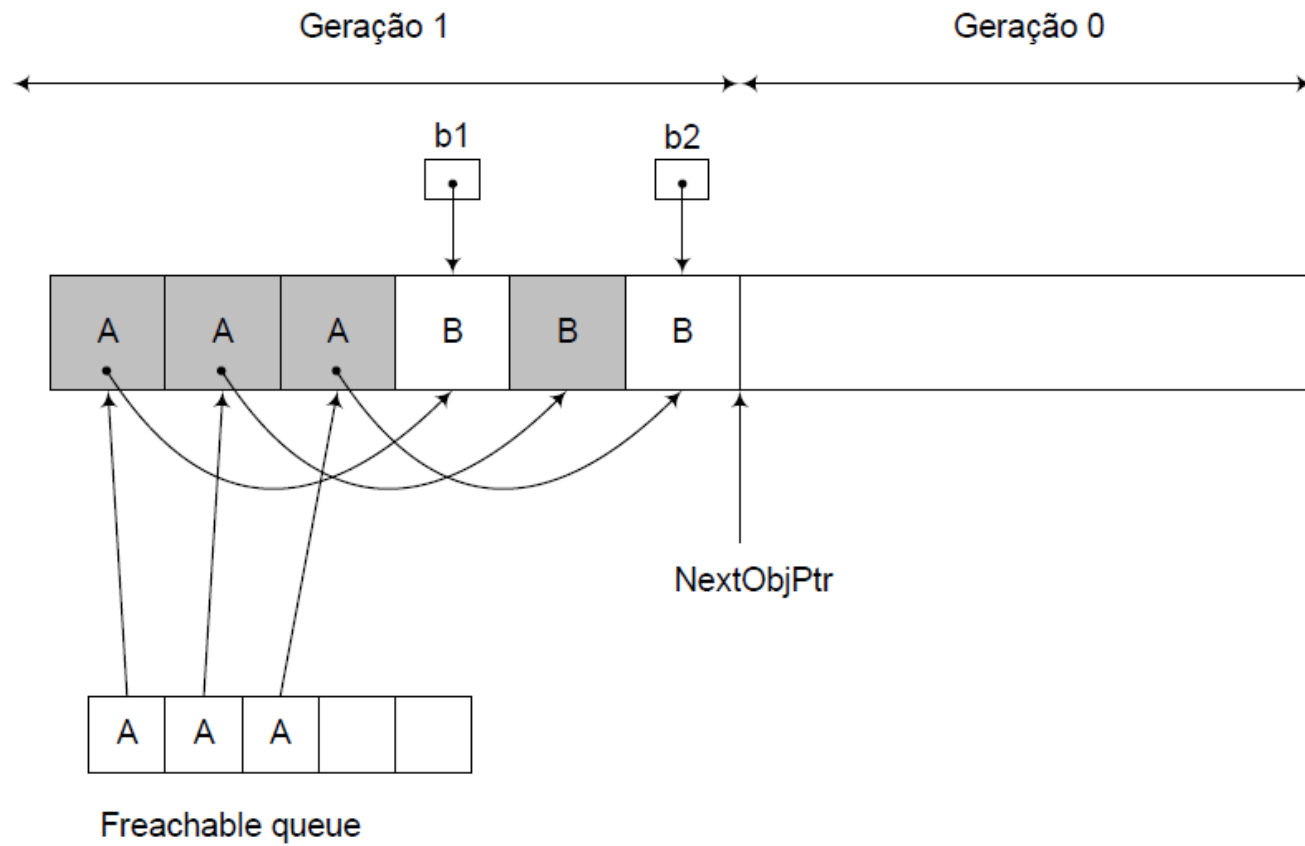 Geração 1 Geração 0
b1 b2
A A A B B B
NextObjPtr
A A A
Freachable queue